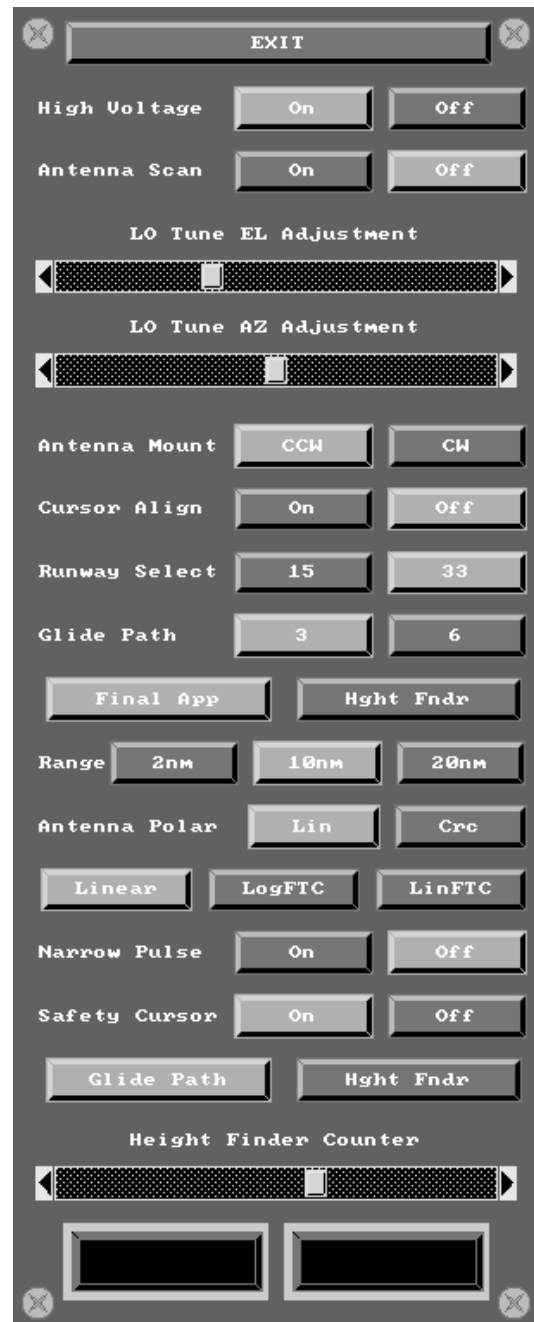 EXIT
High Voltage On Off
Antenna Scan On Off
LO Tune EL Adjustment
LO Tune AZ Adjustment
Antenna Mount CCW CW
Cursor Align On Off
Runway Select 15 33
Glide Path 3 6
Final App Hght Fndr
Range 2nm 10nm 20nm
Antenna Polar Lin Crc
Linear LogFTC LinFTC
Narrow Pulse On Off
Safety Cursor On Off
Glide Path Hght Fndr
Height Finder Counter